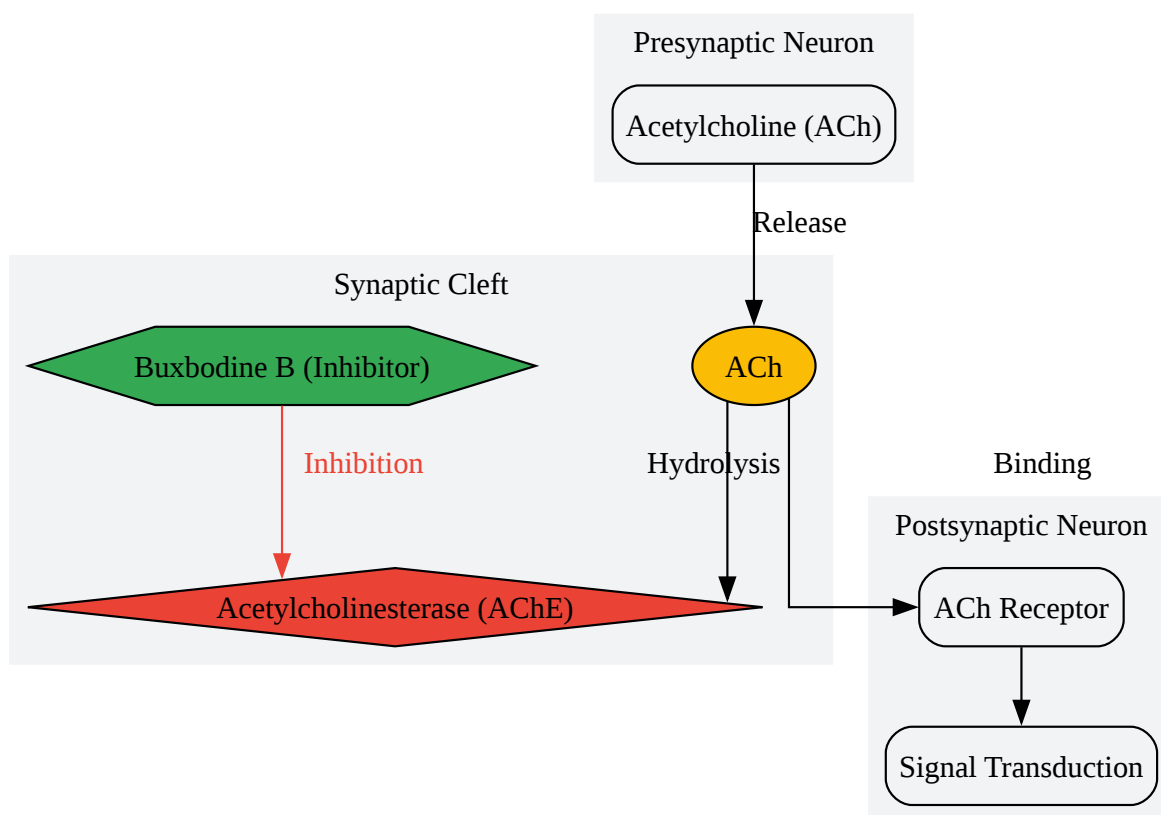 Presynaptic Neuron
Acetylcholine (ACh)
Release
Synaptic Cleft
Buxbodine B (Inhibitor)
ACh
Inhibition
Hydrolysis
Binding
Postsynaptic Neuron
Acetylcholinesterase (AChE)
ACh Receptor
Signal Transduction